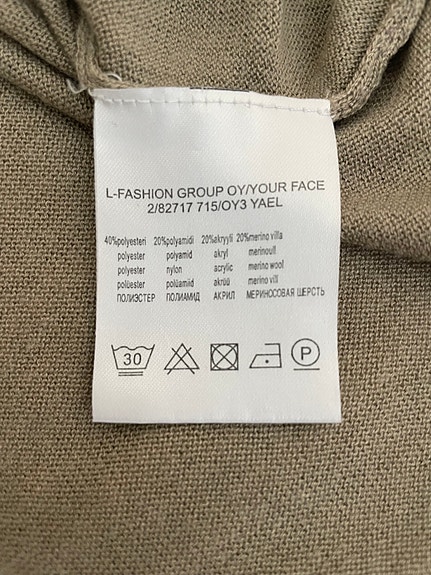 L-FASHION GROUP OY/YOUR FACE
2/82717 715/OY3 YAEL
40%polyesteri 20%polyamidi 20%akryyli 20%merino villa
polyester polyamid akryl merinoull
polyester nylon acrylic merino wool
polüester polüamiid akrüül merino vill
ПОЛИЭСТЕР ПОЛИАМИД АКРИЛ МЕРИНОСОВАЯ ШЕРСТЬ
30 P